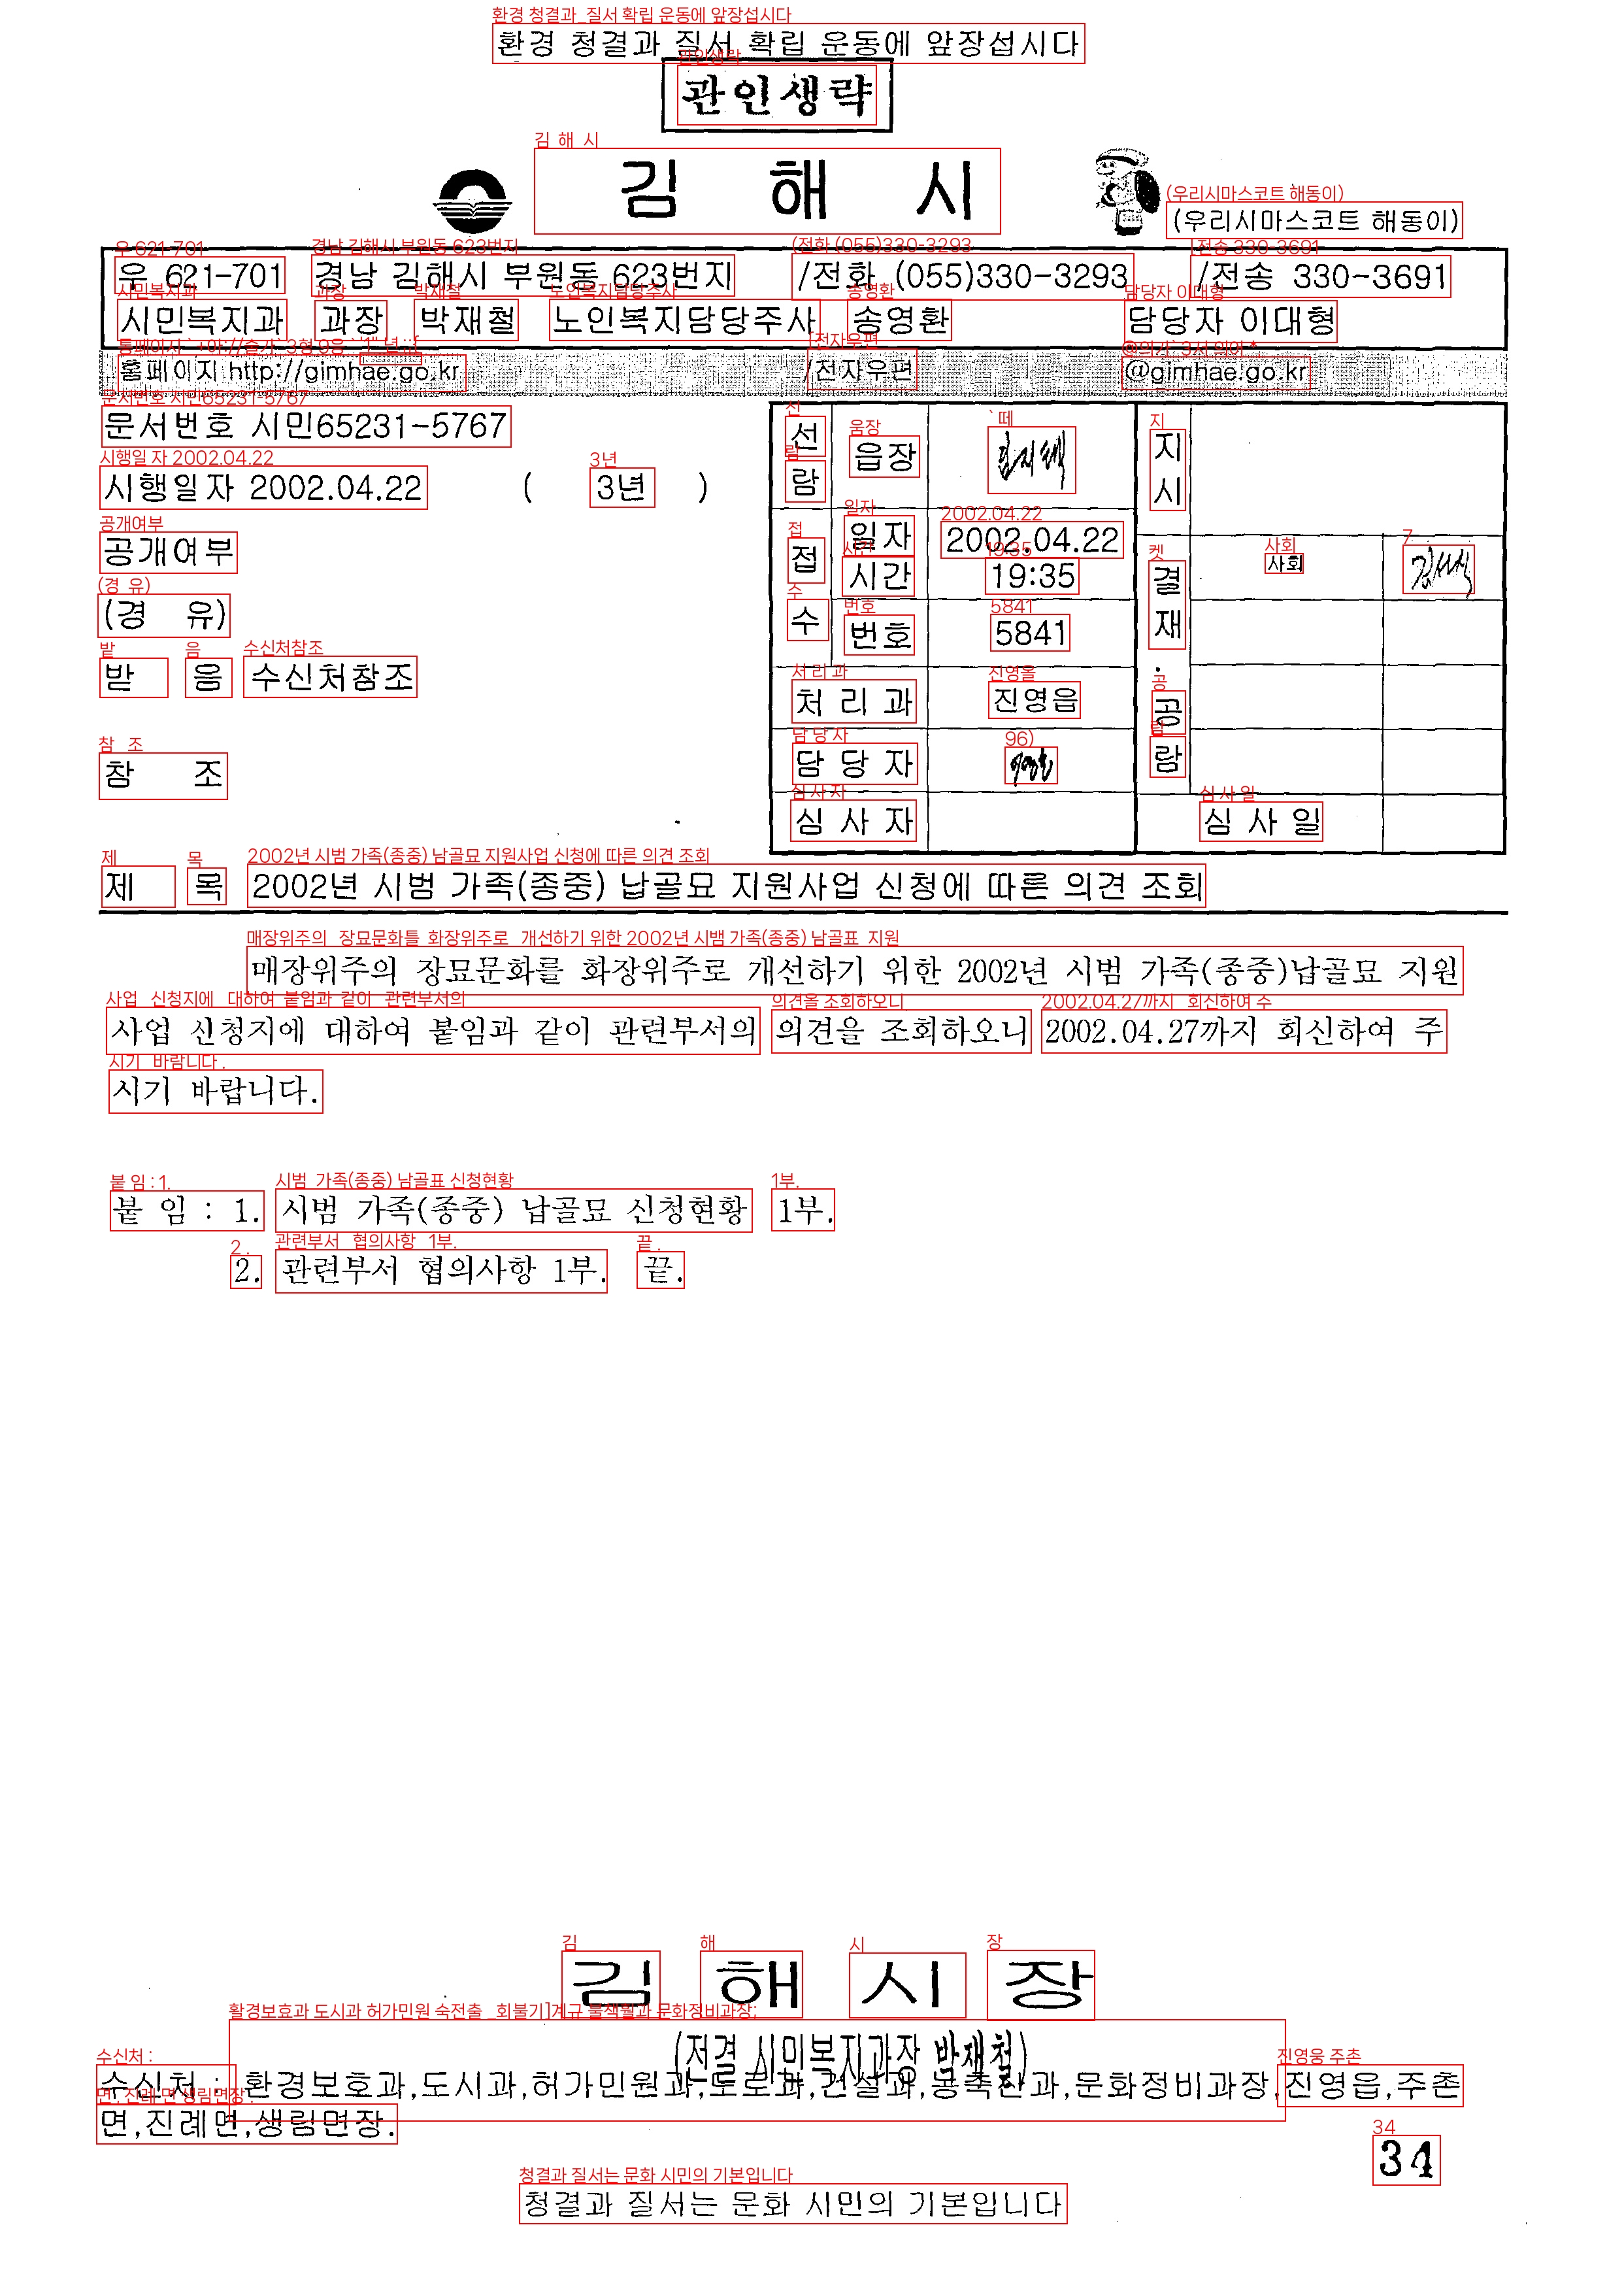 환경 청결과 질서 확립 운동에 앞장섭시다
관인생략
김 해 시
(우리시마스코트 해동이)
우 621-701 경남 김해시 부원동 623번지 /전화 (055)330-3293 /전송 330-3691
시민복지과 과장 박재철 노인복지담당주사 송영환 담당자 이대형
홈페이지 http://gimhae.go.kr /전자우편 @gimhae.go.kr
문서번호 시민65231-5767
시행일자 2002.04.22 ( 3년 )
공개여부
(경 유)
받 음 수신처참조
참 조
선람 읍장 지시
접수 일자 2002.04.22 결재·공람 사회
시간 19:35
번호 5841
처 리 과 진영읍
담 당 자
심 사 자 심 사 일
제 목 2002년 시범 가족(종중) 납골묘 지원사업 신청에 따른 의견 조회
매장위주의 장묘문화를 화장위주로 개선하기 위한 2002년 시범 가족(종중)납골묘 지원
사업 신청지에 대하여 붙임과 같이 관련부서의 의견을 조회하오니 2002.04.27까지 회신하여 주
시기 바랍니다.
붙 임 : 1. 시범 가족(종중) 납골묘 신청현황 1부.
2. 관련부서 협의사항 1부. 끝.
김 해 시 장
(전결 시민복지과장 박재철)
수신처 : 환경보호과,도시과,허가민원과,도로과,건설과,농축산과,문화정비과장,진영읍,주촌
면,진례면,생림면장.
34
청결과 질서는 문화 시민의 기본입니다